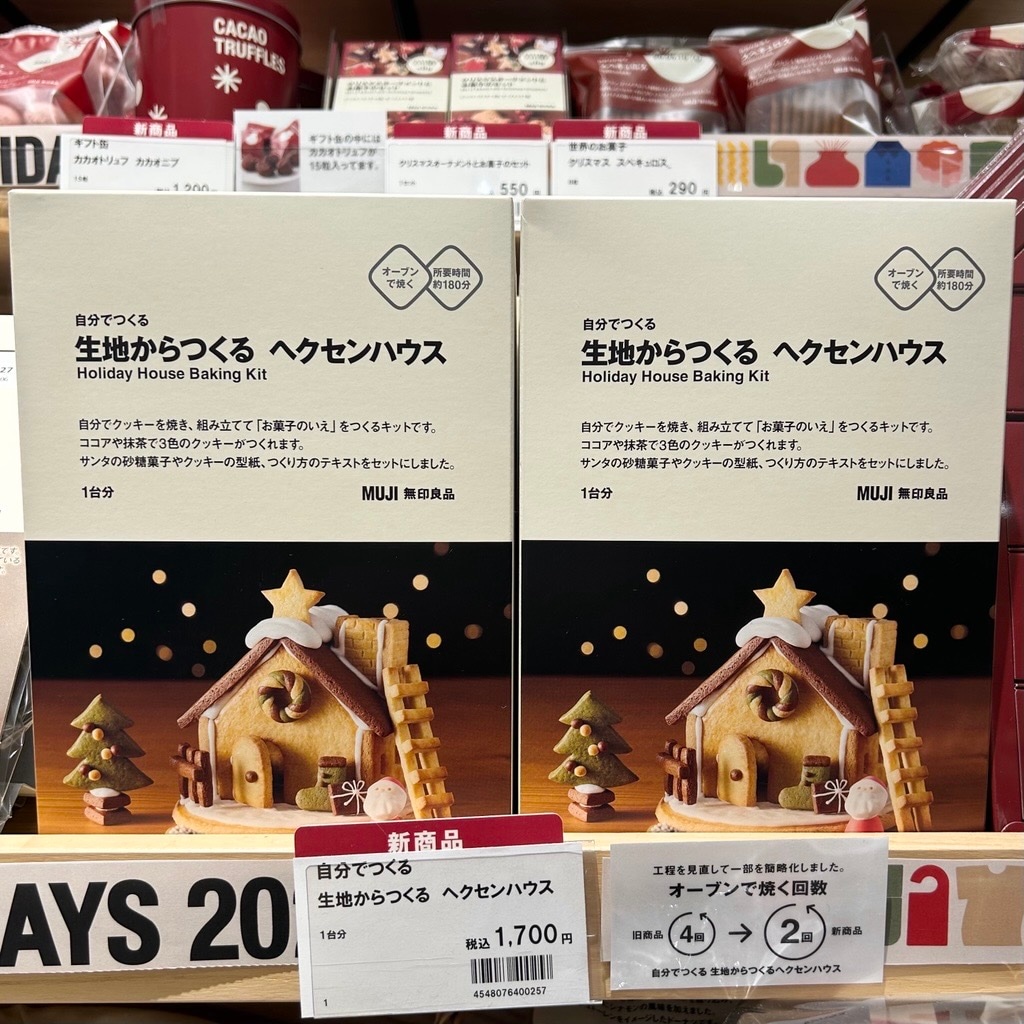 CACAO
TRUFFLES
新商品
ギフト缶
カカオトリュフ カカオニブ
15粒
1,200
ギフト缶の中には
カカオトリュフが
15粒入ってます。
新商品
クリスマスオーナメントとお菓子のセット
1台分
550円
新商品
世界のお菓子
クリスマス スペキュロス
税込 290円
オーブン
で焼く
所要時間
約180分
自分でつくる
生地からつくる ヘクセンハウス
Holiday House Baking Kit
自分でクッキーを焼き、組み立てて「お菓子のいえ」をつくるキットです。
ココアや抹茶で3色のクッキーがつくれます。
サンタの砂糖菓子やクッキーの型紙、つくり方のテキストをセットにしました。
1台分
MUJI 無印良品
オーブン
で焼く
所要時間
約180分
自分でつくる
生地からつくる ヘクセンハウス
Holiday House Baking Kit
自分でクッキーを焼き、組み立てて「お菓子のいえ」をつくるキットです。
ココアや抹茶で3色のクッキーがつくれます。
サンタの砂糖菓子やクッキーの型紙、つくり方のテキストをセットにしました。
1台分
MUJI 無印良品
AYS 20
新商品
自分でつくる
生地からつくる ヘクセンハウス
1台分
税込 1,700円
4548076400257
1
工程を見直して一部を簡略化しました。
オーブンで焼く回数
旧商品 4回 → 2回 新商品
自分でつくる 生地からつくるヘクセンハウス